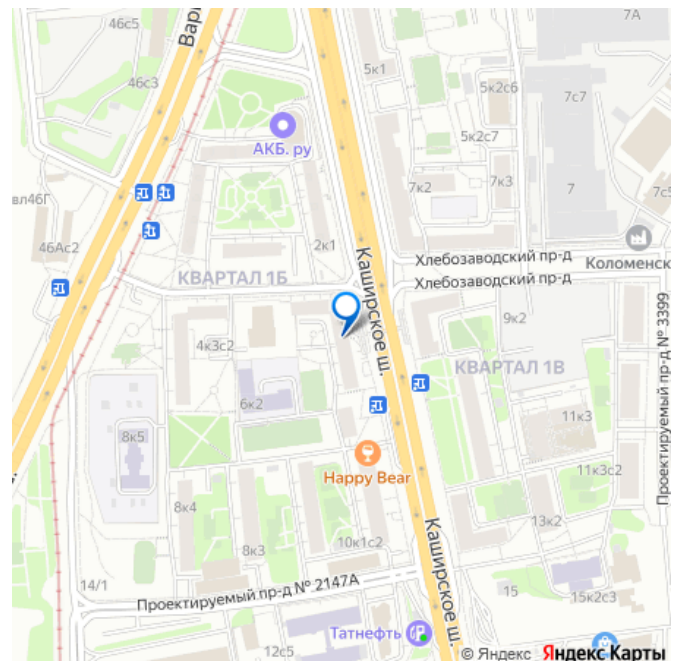 46с5
Вар
7А
46с3
5к1
7с7
5к2с6
АКБ. ру
5к2с7
вл46Г
7к2
7к3
7
7с5
46Ас2
2к1
Хлебозаводский пр-д
Коломенск
КВАРТАЛ 1Б
Каширское ш.
Хлебозаводский пр-д
9к2
4к3с2
КВАРТАЛ 1В
Проектируемый пр-д № 3399
6к2
11к3
8к5
Happy Bear
11к3с2
8к4
10к1с2
Каширское ш.
13к2
8к3
14/1
Проектируемый пр-д № 2147А
15
15к2с3
Татнефть
12с5
© Яндекс Яндекс Карты